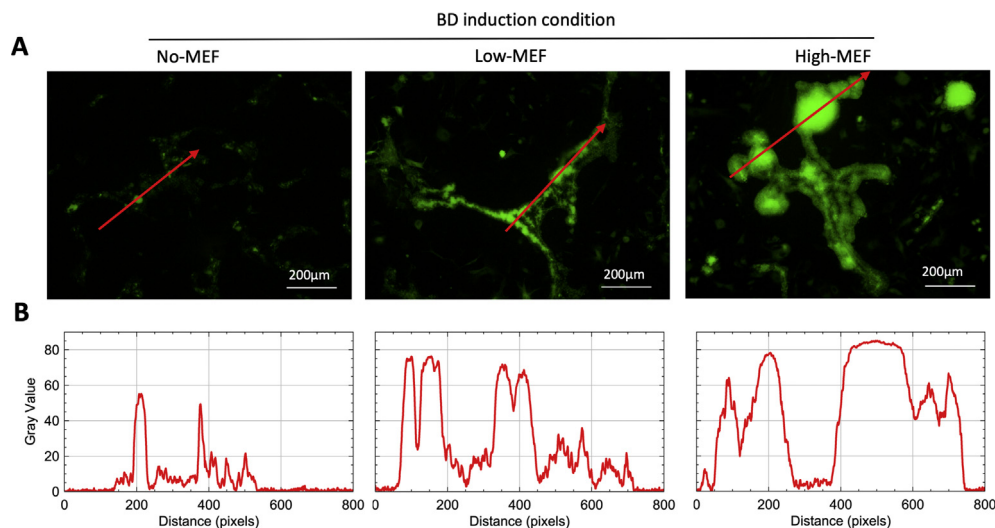 BD induction condition
A
No-MEF
Low-MEF
High-MEF
200μm
200μm
200μm
B
80
60
40
20
0
Gray Value
0 200 400 600 800
0 200 400 600 800
0 200 400 600 800
Distance (pixels)
Distance (pixels)
Distance (pixels)